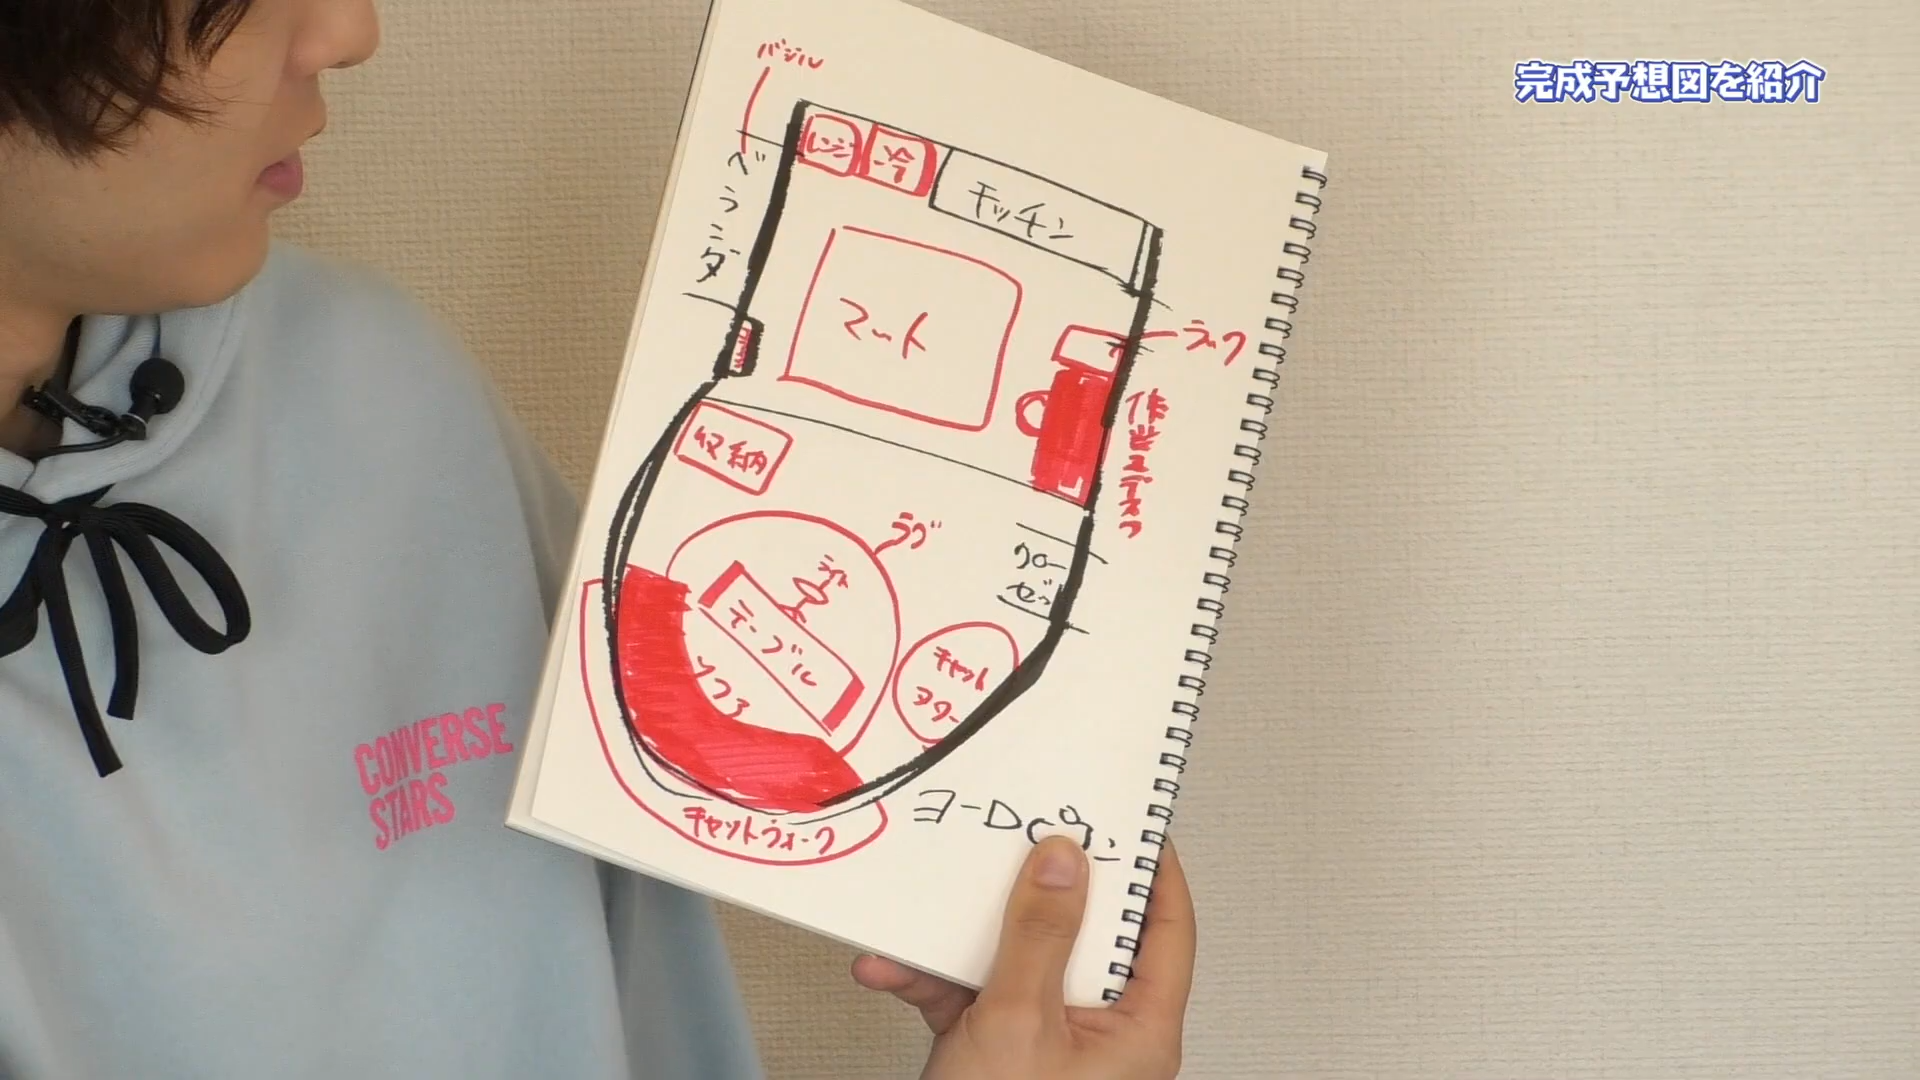 完成予想図を紹介
バジル
レンジ
冷
キッチン
ベランダ
マット
ラック
作業デスク
収納
ラグ
クロー
ゼッ
ライト
テーブル
ソファ
キャット
タワー
キャットウォーク
CONVERSE
STARS